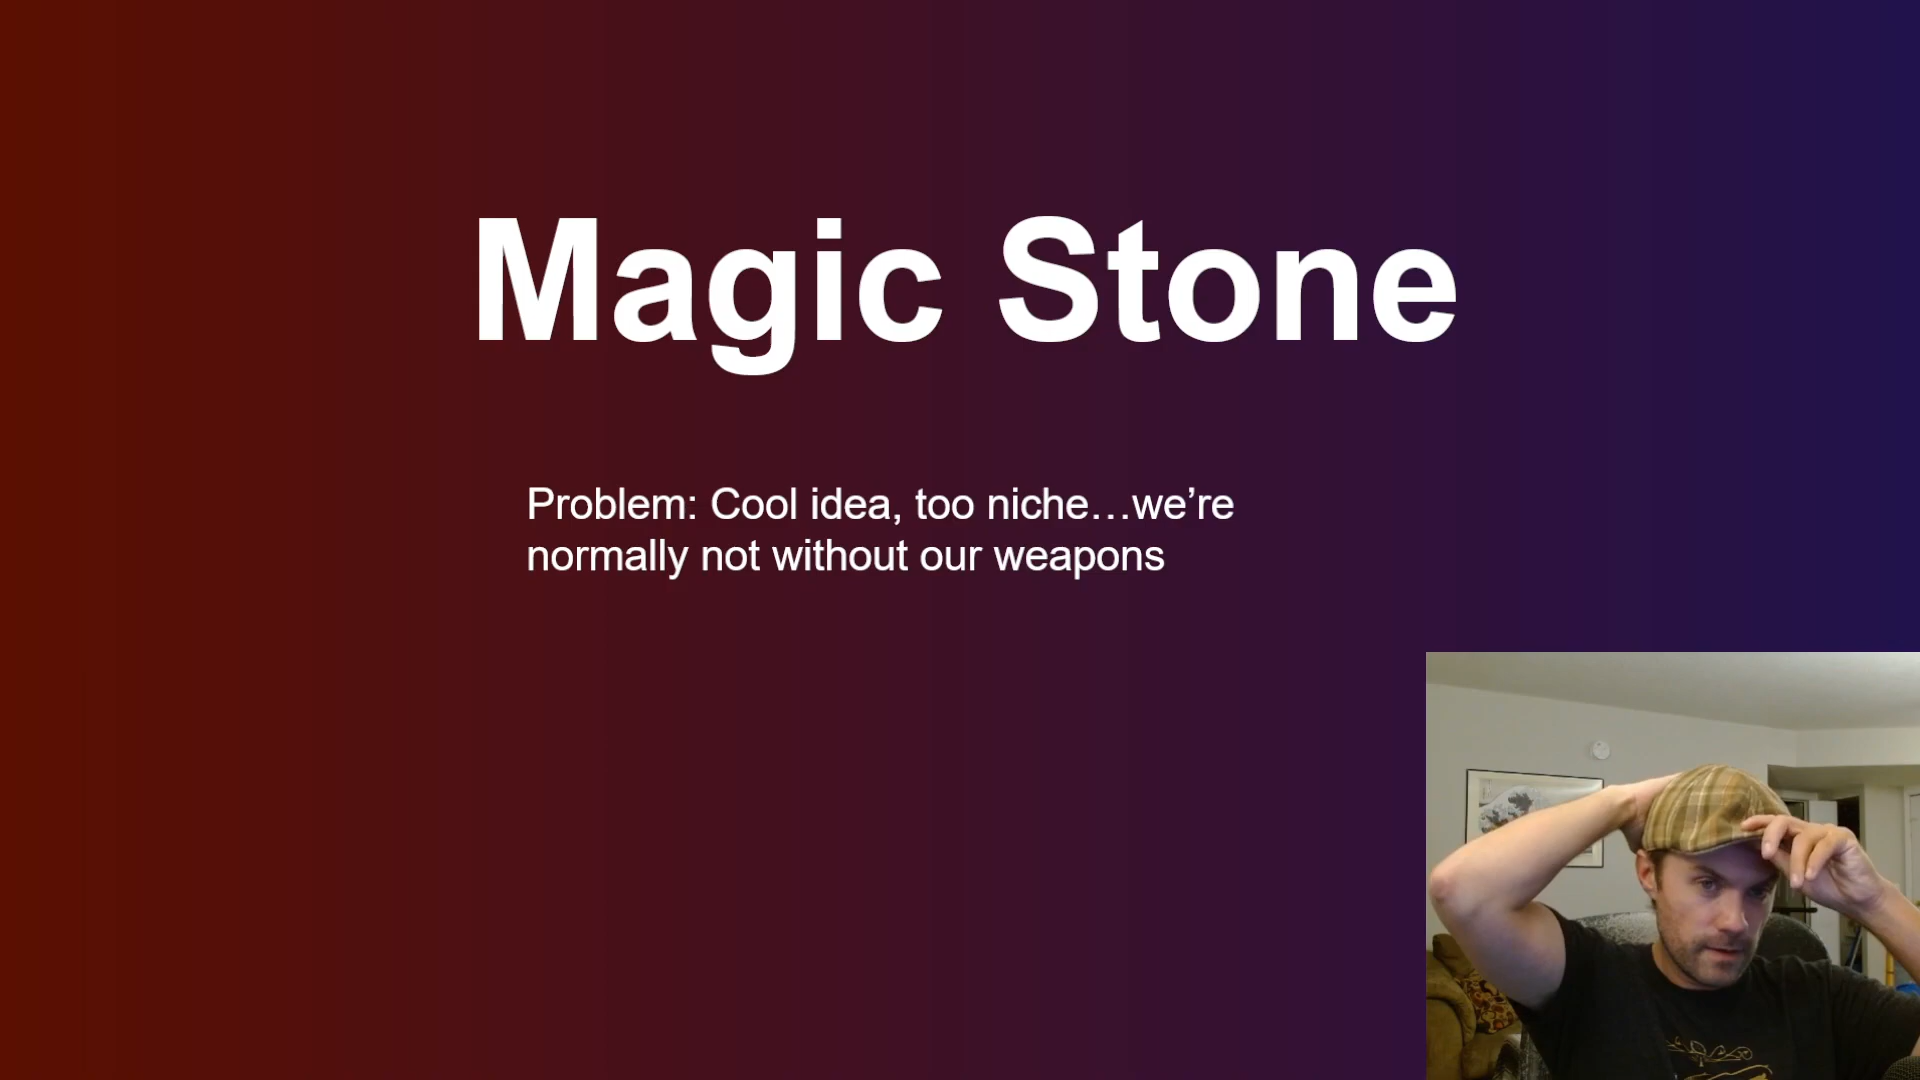 Magic Stone
Problem: Cool idea, too niche…we’re
normally not without our weapons